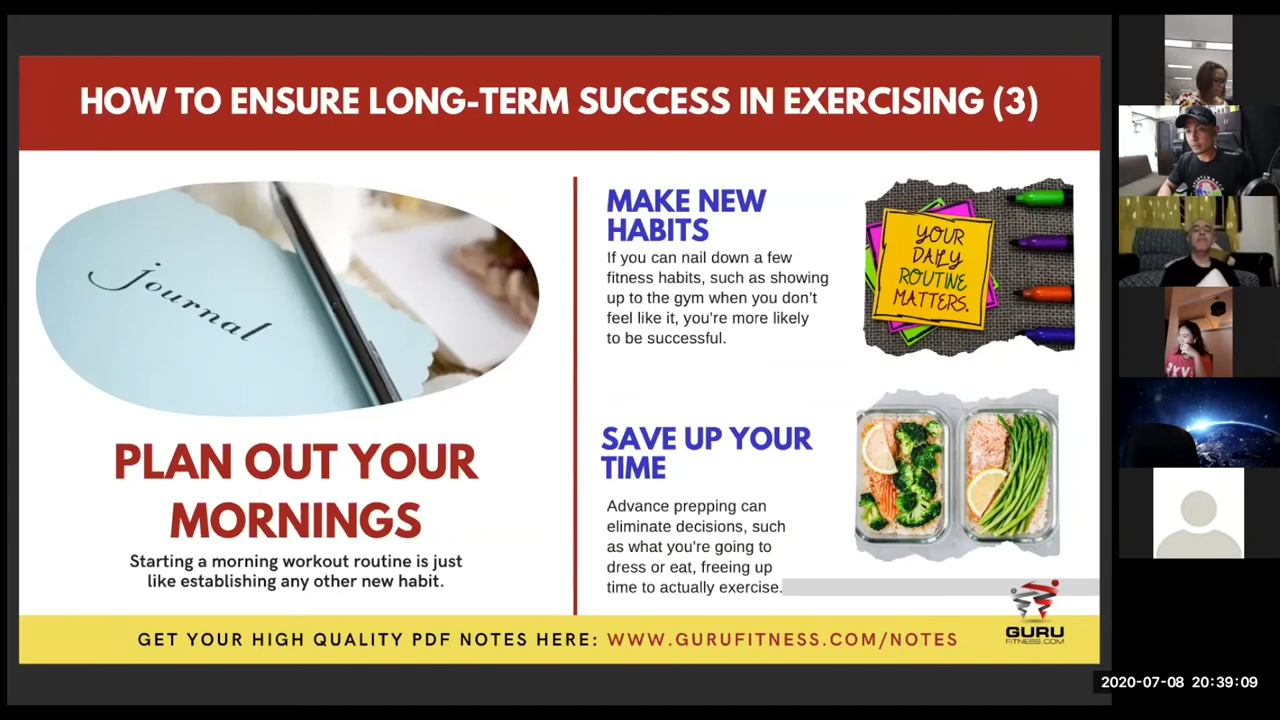 HOW TO ENSURE LONG-TERM SUCCESS IN EXERCISING (3)
journal
PLAN OUT YOUR
MORNINGS
Starting a morning workout routine is just
like establishing any other new habit.
MAKE NEW
HABITS
If you can nail down a few
fitness habits, such as showing
up to the gym when you don't
feel like it, you're more likely
to be successful.
YOUR
DAILY
ROUTINE
MATTERS.
SAVE UP YOUR
TIME
Advance prepping can
eliminate decisions, such
as what you're going to
dress or eat, freeing up
time to actually exercise.
GURU
FITNESS.COM
GET YOUR HIGH QUALITY PDF NOTES HERE: WWW.GURUFITNESS.COM/NOTES
2020-07-08 20:39:09